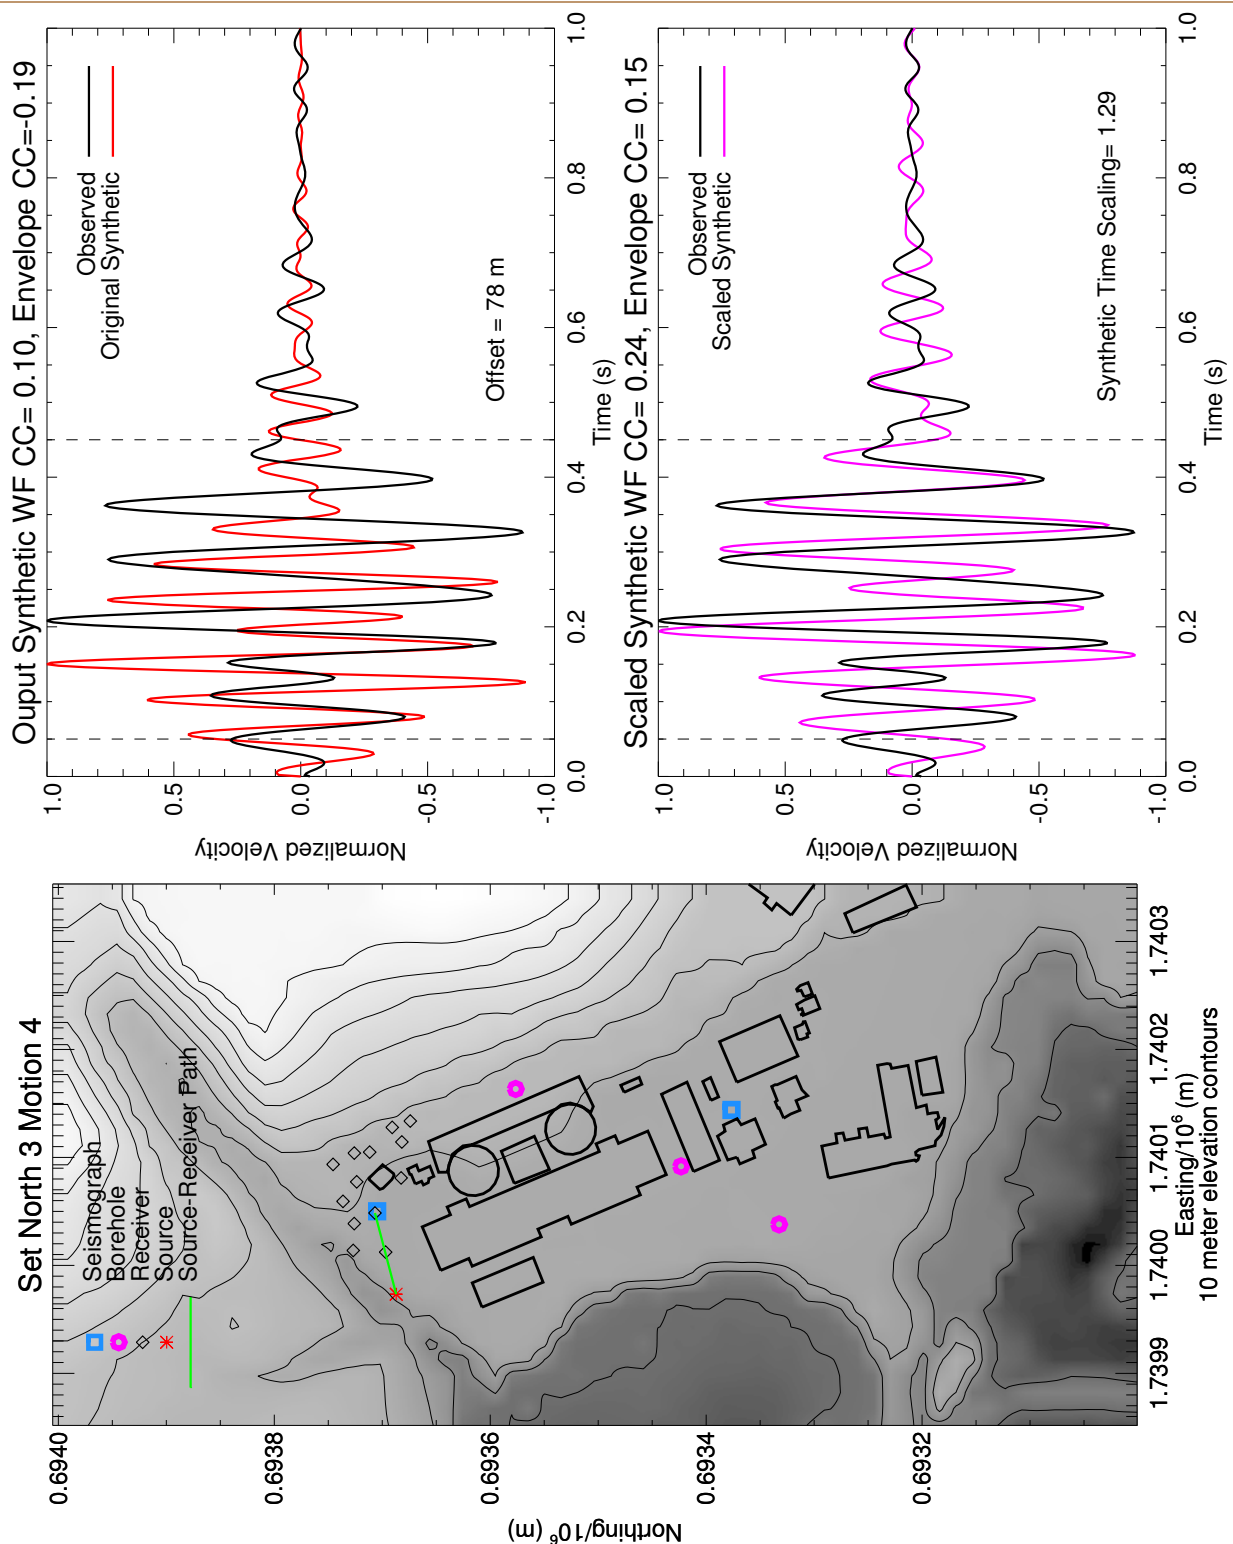 Set North 3 Motion 4
Seismograph
Borehole
Receiver
Source
Source-Receiver Path
0.6940
0.6938
0.6936
0.6934
0.6932
Northing/10⁶ (m)
1.7399
1.7400
1.7401
1.7402
1.7403
Easting/10⁶ (m)
10 meter elevation contours
Ouput Synthetic WF CC= 0.10, Envelope CC=-0.19
Observed
Original Synthetic
Offset = 78 m
1.0
0.5
0.0
-0.5
-1.0
Normalized Velocity
0.0
0.2
0.4
0.6
0.8
1.0
Time (s)
Scaled Synthetic WF CC= 0.24, Envelope CC= 0.15
Observed
Scaled Synthetic
Synthetic Time Scaling= 1.29
1.0
0.5
0.0
-0.5
-1.0
Normalized Velocity
0.0
0.2
0.4
0.6
0.8
1.0
Time (s)